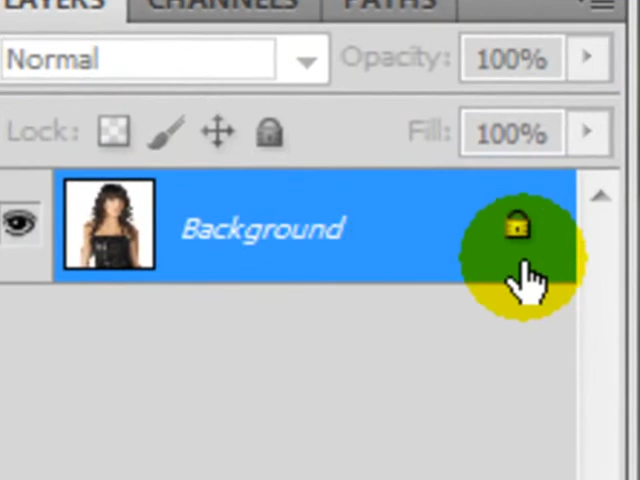 LAYERS CHANNELS PATHS
Normal Opacity: 100%
Lock: Fill: 100%
Background